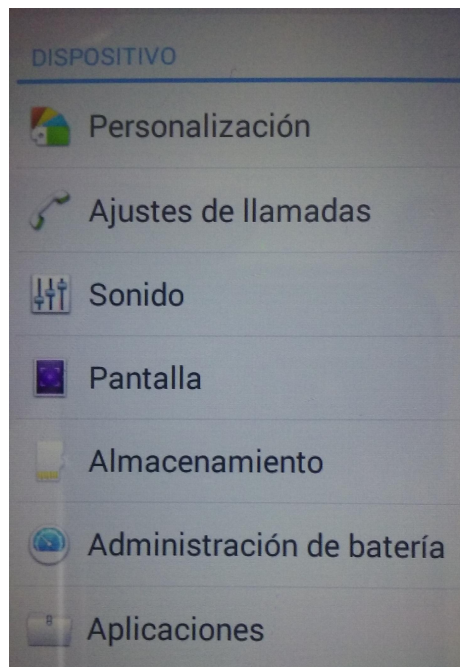 DISPOSITIVO
Personalización
Ajustes de llamadas
Sonido
Pantalla
Almacenamiento
Administración de batería
Aplicaciones